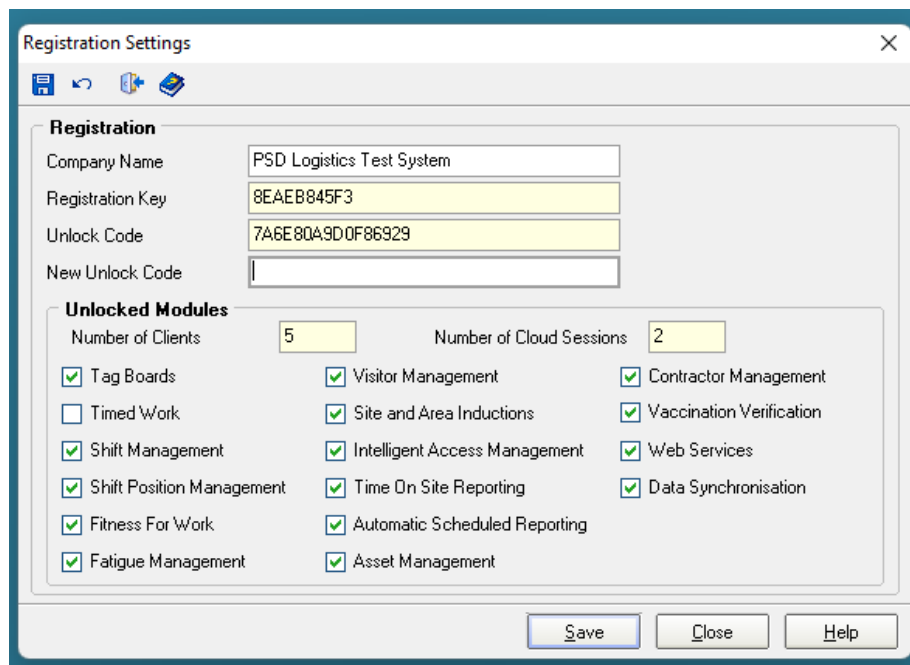 Registration Settings
Registration
Company Name PSD Logistics Test System
Registration Key 8EAEB845F3
Unlock Code 7A6E80A9D0F86929
New Unlock Code
Unlocked Modules
Number of Clients 5 Number of Cloud Sessions 2
Tag Boards Visitor Management Contractor Management
Timed Work Site and Area Inductions Vaccination Verification
Shift Management Intelligent Access Management Web Services
Shift Position Management Time On Site Reporting Data Synchronisation
Fitness For Work Automatic Scheduled Reporting
Fatigue Management Asset Management
Save Close Help